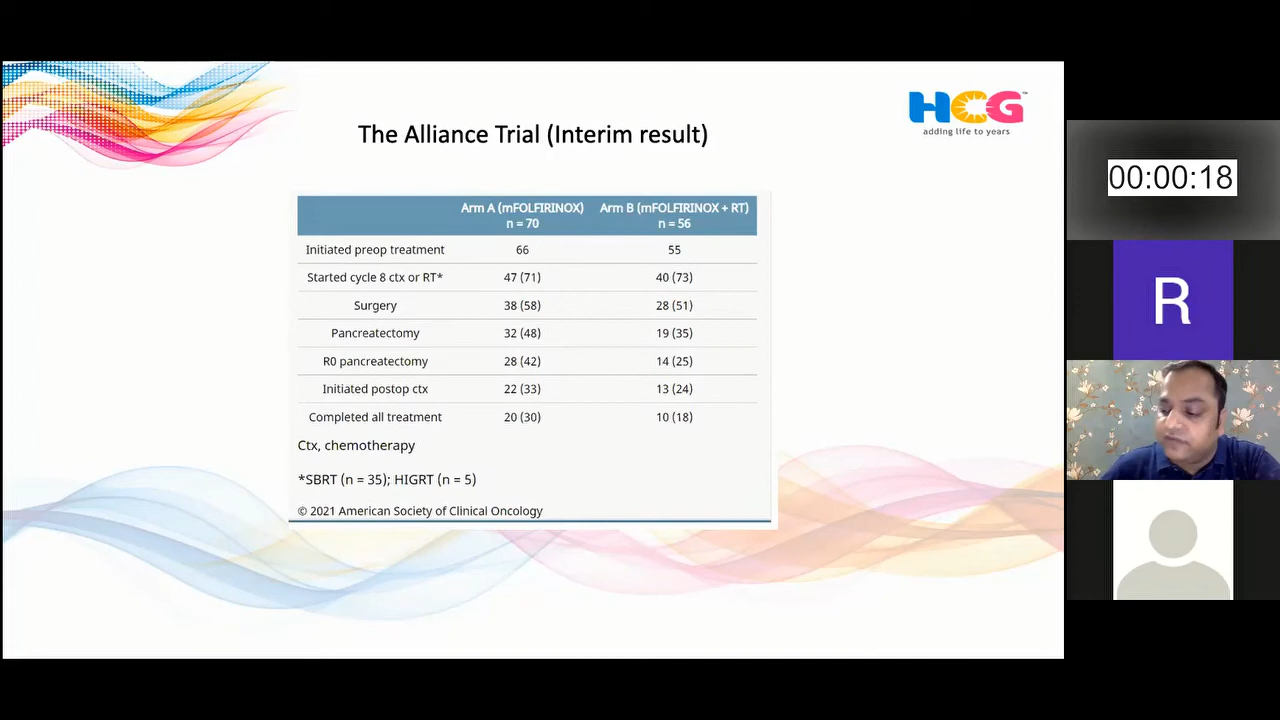 HCG™
adding life to years
The Alliance Trial (Interim result)
Arm A (mFOLFIRINOX) Arm B (mFOLFIRINOX + RT)
n = 70 n = 56
Initiated preop treatment 66 55
Started cycle 8 ctx or RT* 47 (71) 40 (73)
Surgery 38 (58) 28 (51)
Pancreatectomy 32 (48) 19 (35)
R0 pancreatectomy 28 (42) 14 (25)
Initiated postop ctx 22 (33) 13 (24)
Completed all treatment 20 (30) 10 (18)
Ctx, chemotherapy
*SBRT (n = 35); HIGRT (n = 5)
© 2021 American Society of Clinical Oncology
00:00:18
R